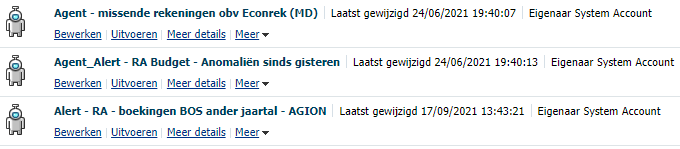 Agent - missende rekeningen obv Econrek (MD) Laatst gewijzigd 24/06/2021 19:40:07 Eigenaar System Account
Bewerken Uitvoeren Meer details Meer
Agent_Alert - RA Budget - Anomaliën sinds gisteren Laatst gewijzigd 24/06/2021 19:40:13 Eigenaar System Account
Bewerken Uitvoeren Meer details Meer
Alert - RA - boekingen BOS ander jaartal - AGION Laatst gewijzigd 17/09/2021 13:43:21 Eigenaar System Account
Bewerken Uitvoeren Meer details Meer